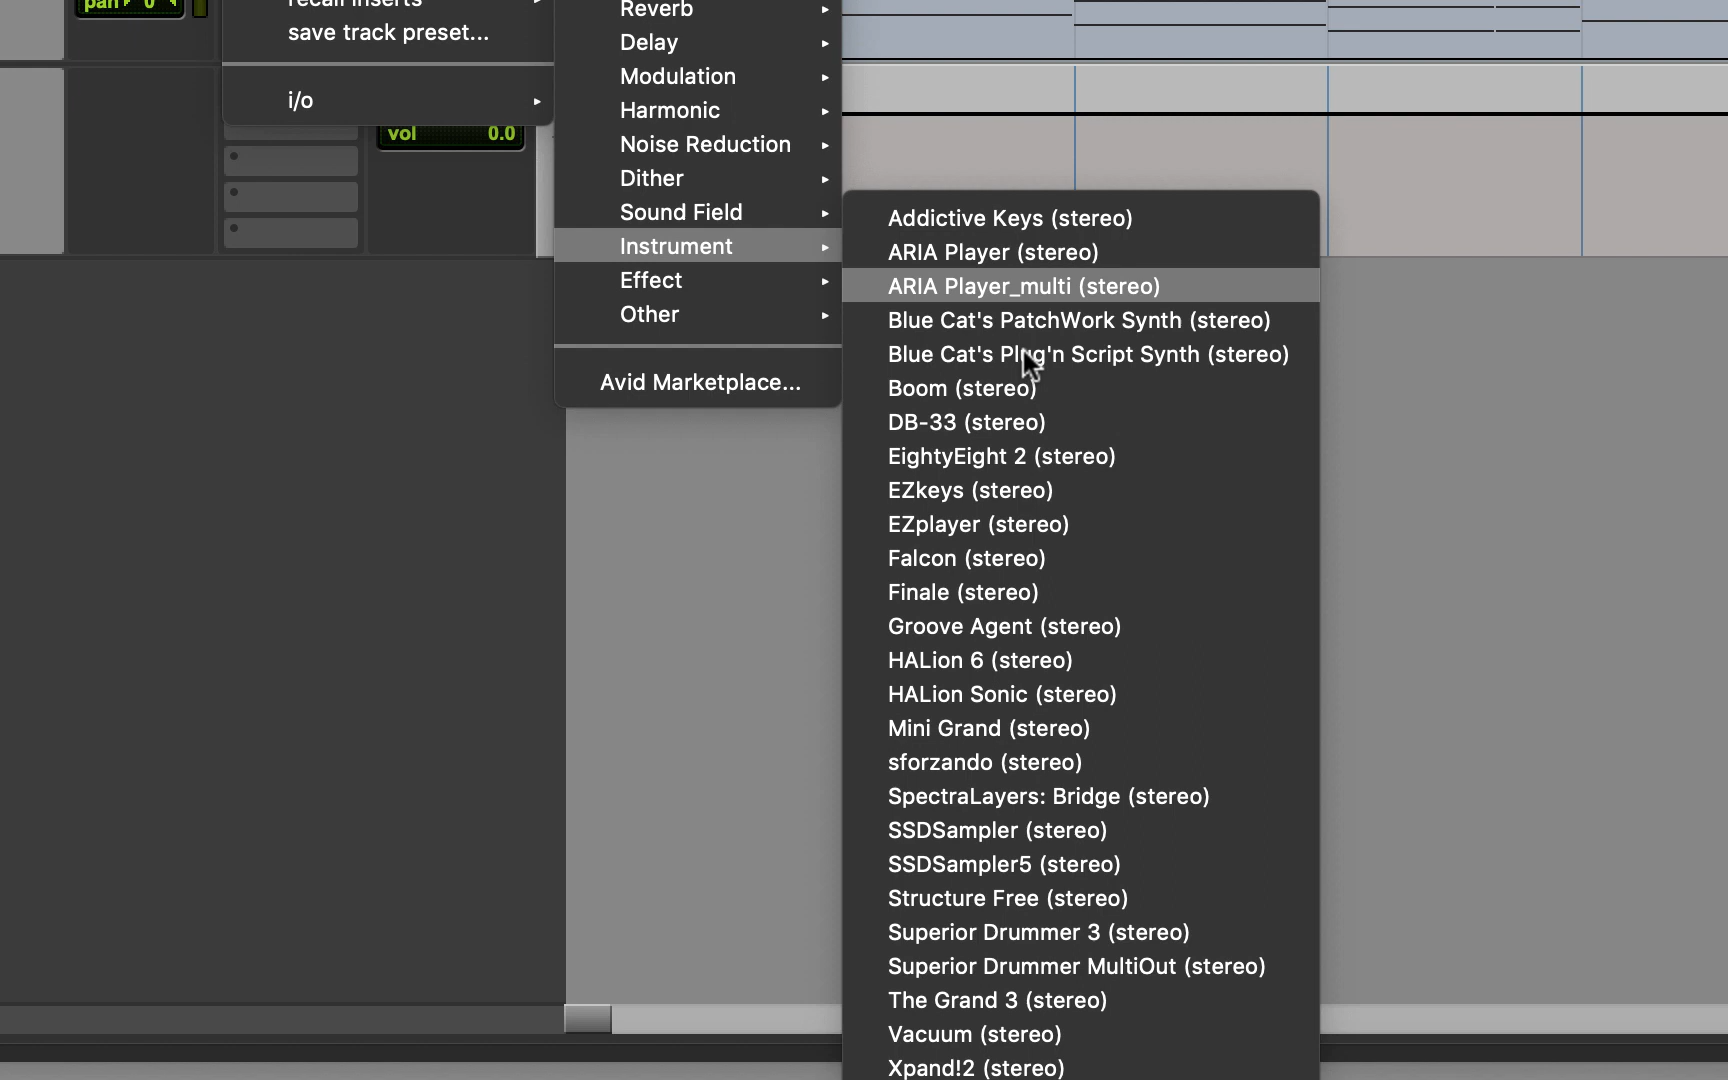 pan 0
recall inserts
save track preset...
i/o
vol 0.0
Reverb
Delay
Modulation
Harmonic
Noise Reduction
Dither
Sound Field
Instrument
Effect
Other
Avid Marketplace...
Addictive Keys (stereo)
ARIA Player (stereo)
ARIA Player_multi (stereo)
Blue Cat's PatchWork Synth (stereo)
Blue Cat's Plug'n Script Synth (stereo)
Boom (stereo)
DB-33 (stereo)
EightyEight 2 (stereo)
EZkeys (stereo)
EZplayer (stereo)
Falcon (stereo)
Finale (stereo)
Groove Agent (stereo)
HALion 6 (stereo)
HALion Sonic (stereo)
Mini Grand (stereo)
sforzando (stereo)
SpectraLayers: Bridge (stereo)
SSDSampler (stereo)
SSDSampler5 (stereo)
Structure Free (stereo)
Superior Drummer 3 (stereo)
Superior Drummer MultiOut (stereo)
The Grand 3 (stereo)
Vacuum (stereo)
Xpand!2 (stereo)